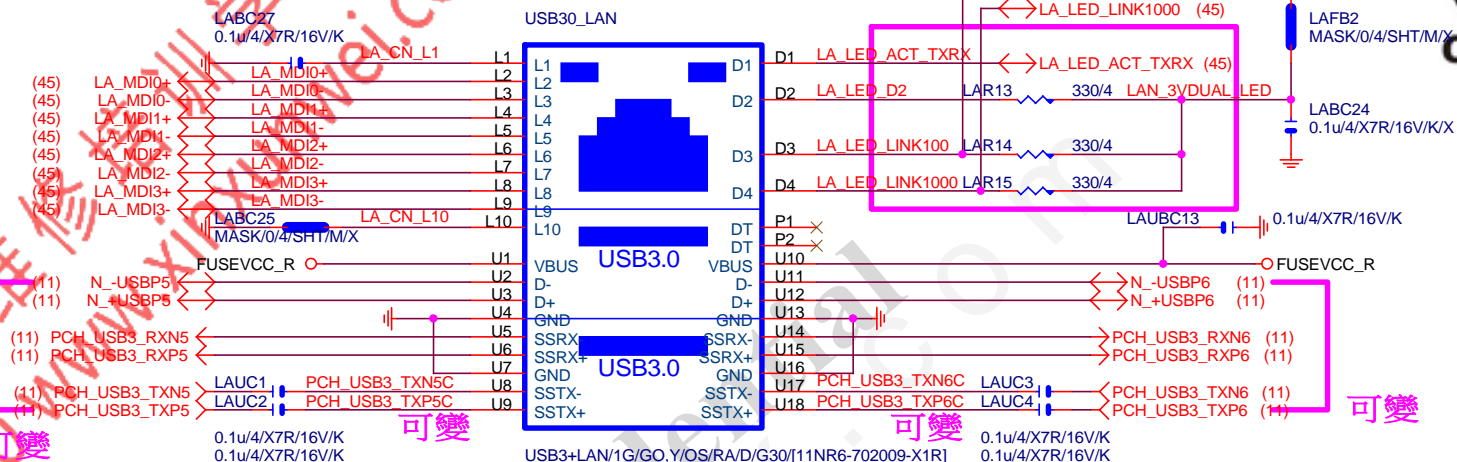 LABC27
0.1u/4/X7R/16V/K
USB30_LAN
LA_LED_LINK1000 (45)
LAFB2
MASK/0/4/SHT/M/X
LA_CN_L1
L1 L1
D1 D1
LA_LED_ACT_TXRX
LA_LED_ACT_TXRX (45)
(45) LA_MDI0+ LA_MDI0+ L2 L2
(45) LA_MDI0- LA_MDI0- L3 L3
D2 D2 LA_LED_D2 LAR13 330/4 LAN_3VDUAL_LED
LABC24
0.1u/4/X7R/16V/K/X
(45) LA_MDI1+ LA_MDI1+ L4 L4
(45) LA_MDI1- LA_MDI1- L5 L5
(45) LA_MDI2+ LA_MDI2+ L6 L6
D3 D3 LA_LED_LINK100 LAR14 330/4
(45) LA_MDI2- LA_MDI2- L7 L7
(45) LA_MDI3+ LA_MDI3+ L8 L8
D4 D4 LA_LED_LINK1000 LAR15 330/4
(45) LA_MDI3- LA_MDI3- L9 L9
LABC25
MASK/0/4/SHT/M/X
LA_CN_L10
L10 L10
DT P1
DT P2
LAUBC13 0.1u/4/X7R/16V/K
FUSEVCC_R U1 VBUS
USB3.0
VBUS U10 FUSEVCC_R
(11) N_-USBP5 U2 D-
D- U11 N_-USBP6 (11)
(11) N_+USBP5 U3 D+
D+ U12 N_+USBP6 (11)
U4 GND
GND U13
(11) PCH_USB3_RXN5 U5 SSRX-
SSRX- U14 PCH_USB3_RXN6 (11)
(11) PCH_USB3_RXP5 U6 SSRX+
SSRX+ U15 PCH_USB3_RXP6 (11)
U7 GND
USB3.0
GND U16
(11) PCH_USB3_TXN5 LAUC1 PCH_USB3_TXN5C U8 SSTX-
SSTX- U17 PCH_USB3_TXN6C LAUC3 PCH_USB3_TXN6 (11)
(11) PCH_USB3_TXP5 LAUC2 PCH_USB3_TXP5C U9 SSTX+
SSTX+ U18 PCH_USB3_TXP6C LAUC4 PCH_USB3_TXP6 (11)
可變
可變
可變
可變
0.1u/4/X7R/16V/K
0.1u/4/X7R/16V/K
0.1u/4/X7R/16V/K
0.1u/4/X7R/16V/K
USB3+LAN/1G/GO,Y/OS/RA/D/G30/[11NR6-702009-X1R]